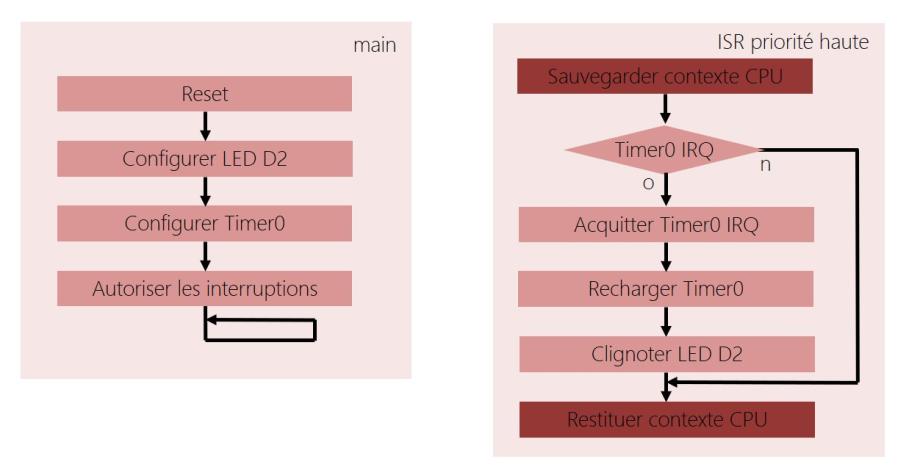 main
Reset
Configurer LED D2
Configurer Timer0
Autoriser les interruptions
ISR priorité haute
Sauvegarder contexte CPU
Timer0 IRQ
n
o
Acquitter Timer0 IRQ
Recharger Timer0
Clignoter LED D2
Restituer contexte CPU